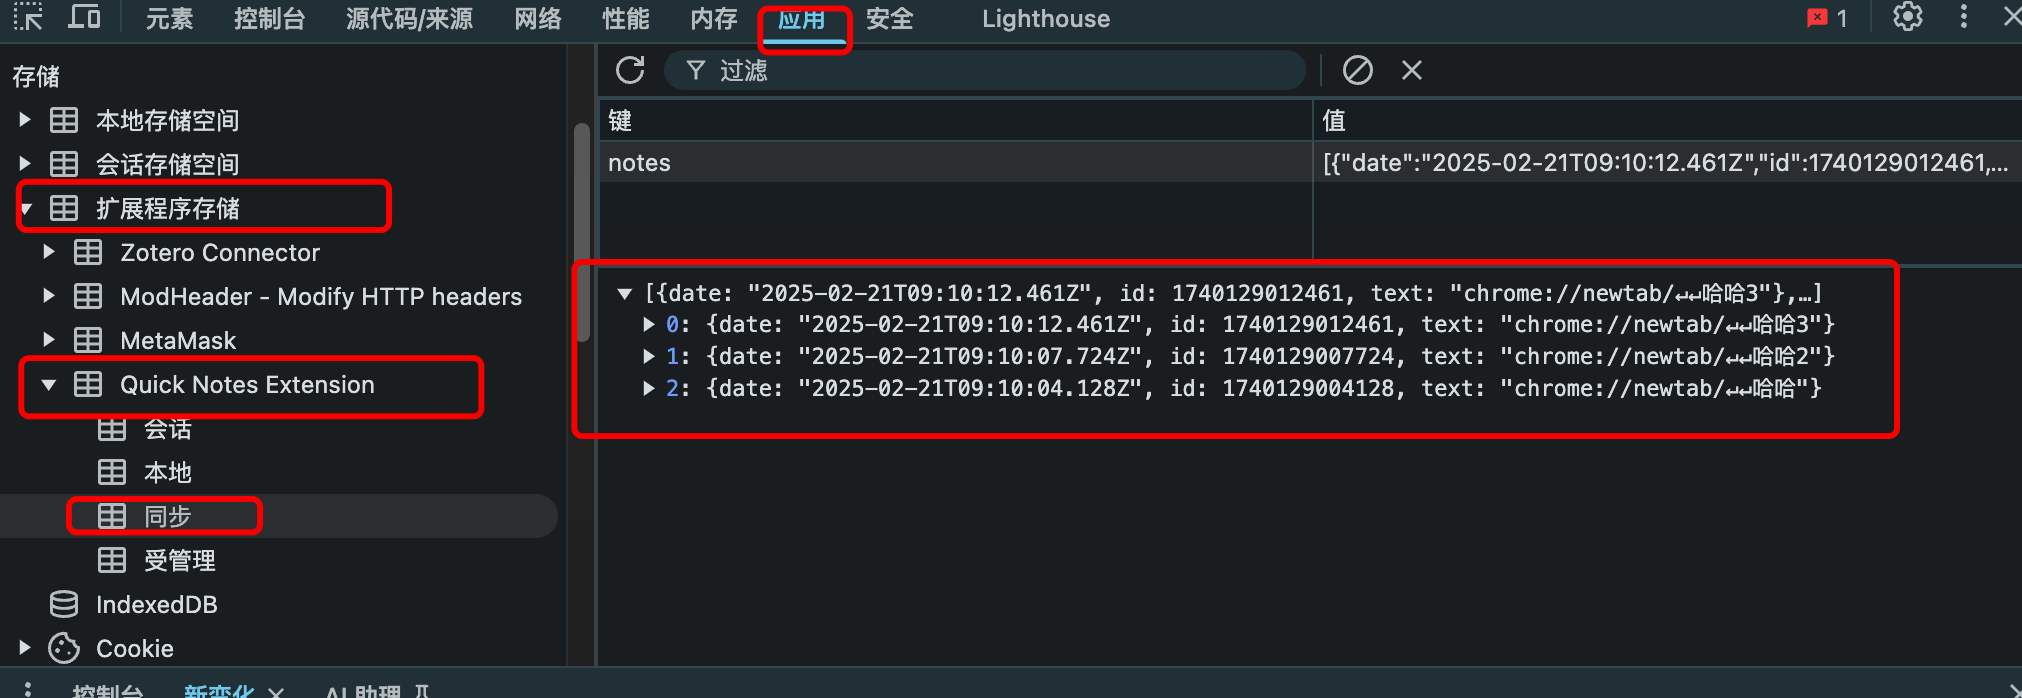 元素 控制台 源代码/来源 网络 性能 内存 应用 安全 Lighthouse 1
存储
本地存储空间
会话存储空间
扩展程序存储
Zotero Connector
ModHeader - Modify HTTP headers
MetaMask
Quick Notes Extension
会话
本地
同步
受管理
IndexedDB
Cookie
过滤
键 值
notes [{"date":"2025-02-21T09:10:12.461Z","id":1740129012461,...
[{date: "2025-02-21T09:10:12.461Z", id: 1740129012461, text: "chrome://newtab/↵↵哈哈3"},…]
0: {date: "2025-02-21T09:10:12.461Z", id: 1740129012461, text: "chrome://newtab/↵↵哈哈3"}
1: {date: "2025-02-21T09:10:07.724Z", id: 1740129007724, text: "chrome://newtab/↵↵哈哈2"}
2: {date: "2025-02-21T09:10:04.128Z", id: 1740129004128, text: "chrome://newtab/↵↵哈哈"}
控制台 新变化 AI 助理